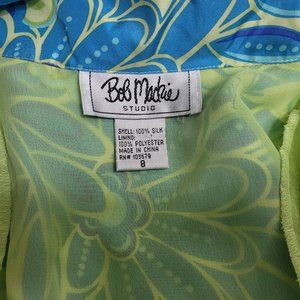 Bob Mackie
STUDIO
SHELL: 100% SILK
LINING:
100% POLYESTER
MADE IN CHINA
RN# 103579
8